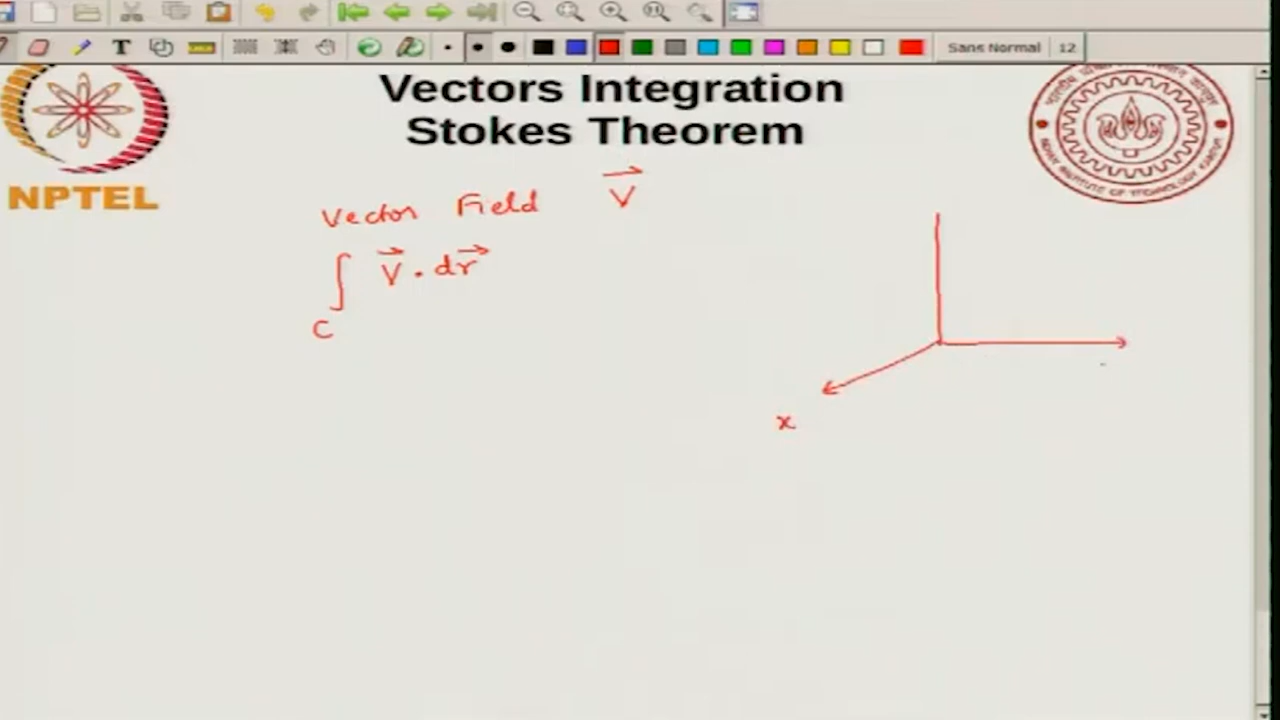 Sans Normal 12
Vectors Integration
Stokes Theorem
NPTEL
Vector Field V⃗
∫ V⃗ . dr⃗
C
x